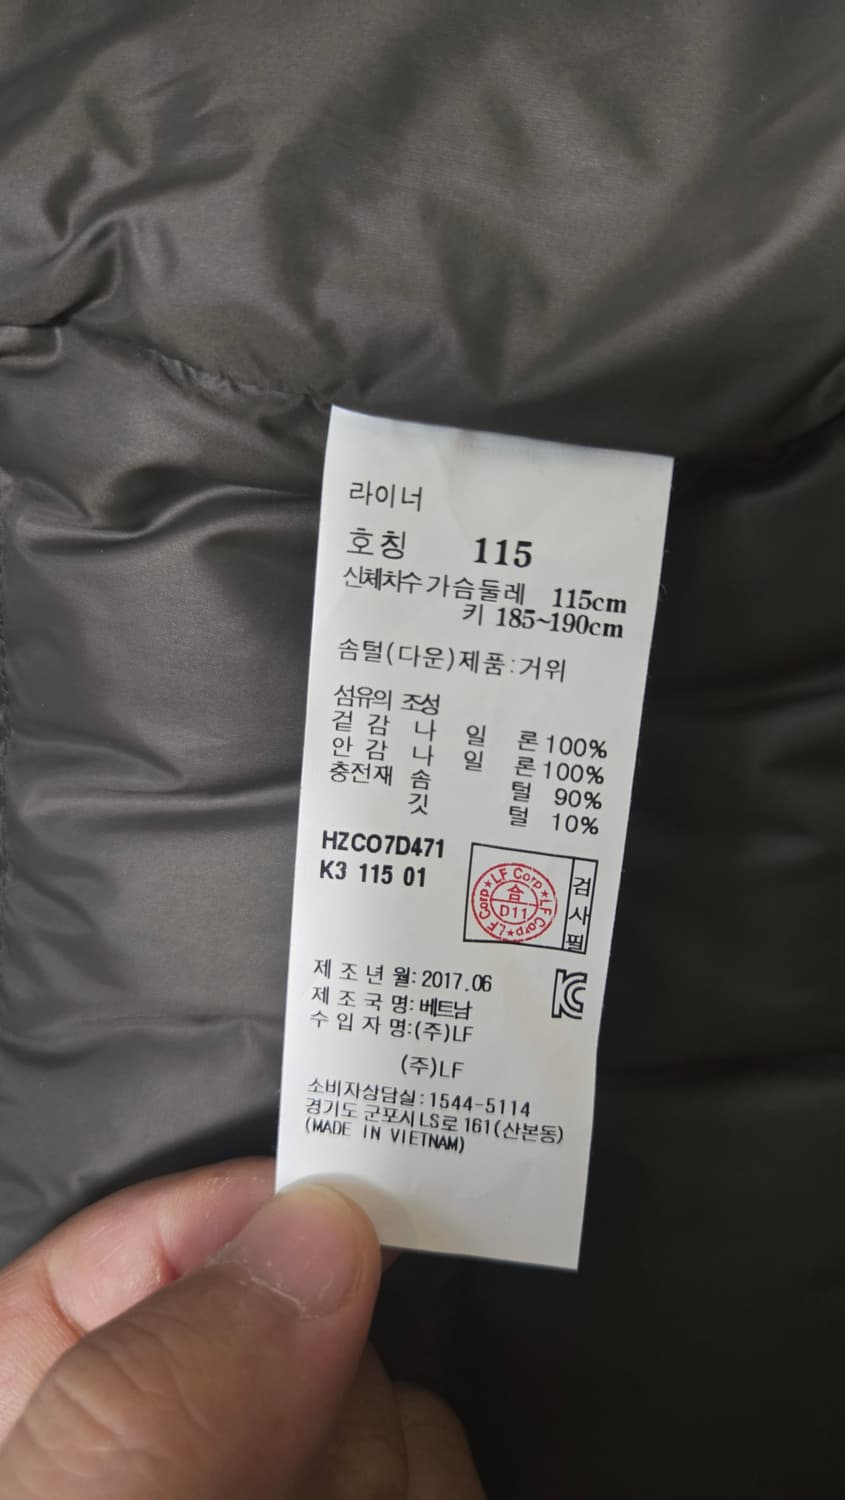 라이너
호칭 115
신체치수 가슴둘레 115cm
키 185~190cm
솜털(다운)제품:거위
섬유의 조성
겉 감 나 일 론 100%
안 감 나 일 론 100%
충전재 솜 털 90%
깃 털 10%
HZCO7D471
K3 115 01
LF Corp★LF Corp★LF Corp★
合
D11
검사필
제 조 년 월: 2017.06
제 조 국 명: 베트남
수 입 자 명:(주)LF
(주)LF
소비자상담실:1544-5114
경기도 군포시 LS로 161(산본동)
(MADE IN VIETNAM)